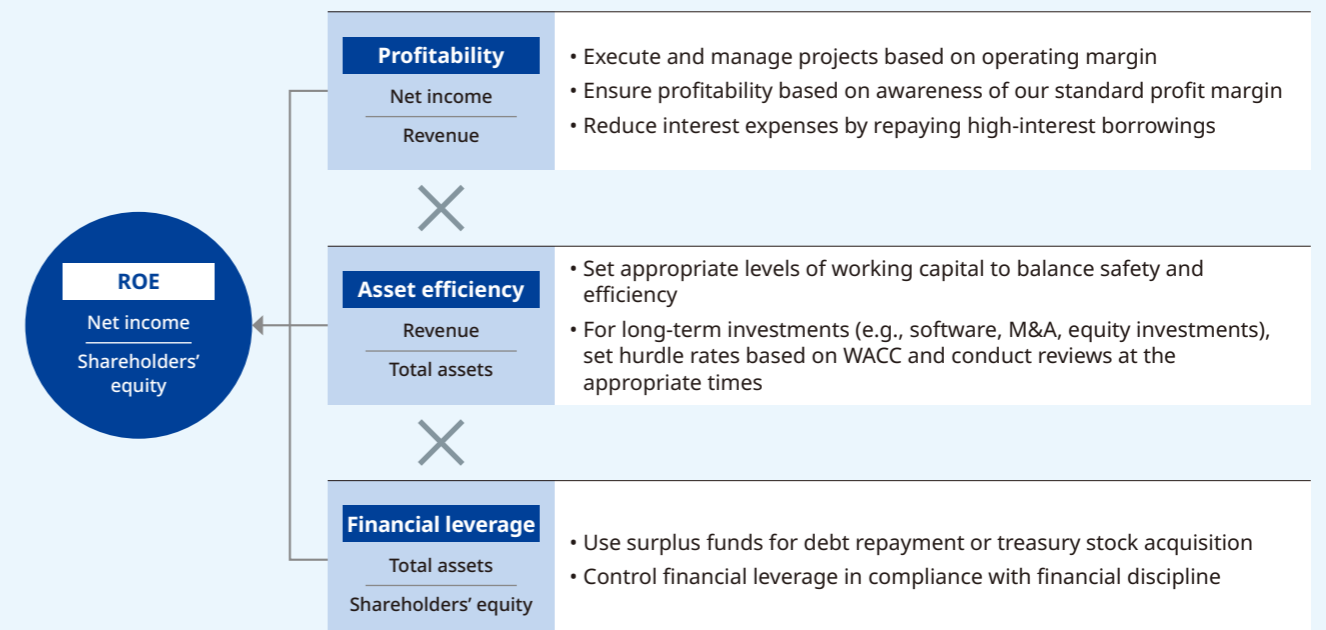 Profitability
Net income
Revenue
• Execute and manage projects based on operating margin
• Ensure profitability based on awareness of our standard profit margin
• Reduce interest expenses by repaying high-interest borrowings
×
ROE
Net income
Shareholders’
equity
Asset efficiency
Revenue
Total assets
• Set appropriate levels of working capital to balance safety and
efficiency
• For long-term investments (e.g., software, M&A, equity investments),
set hurdle rates based on WACC and conduct reviews at the
appropriate times
×
Financial leverage
Total assets
Shareholders’ equity
• Use surplus funds for debt repayment or treasury stock acquisition
• Control financial leverage in compliance with financial discipline